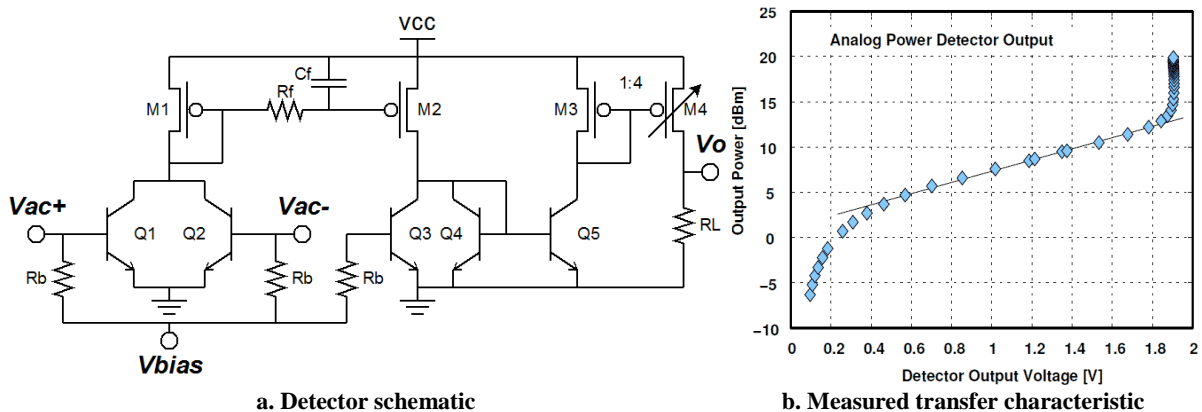 VCC
Cf
1:4
M1
Rf
M2
M3
M4
Vo
Vac+
Vac-
Q1
Q2
Q3
Q4
Q5
RL
Rb
Rb
Rb
Vbias
a. Detector schematic
Analog Power Detector Output
Output Power [dBm]
25
20
15
10
5
0
−5
−10
0 0.2 0.4 0.6 0.8 1 1.2 1.4 1.6 1.8 2
Detector Output Voltage [V]
b. Measured transfer characteristic